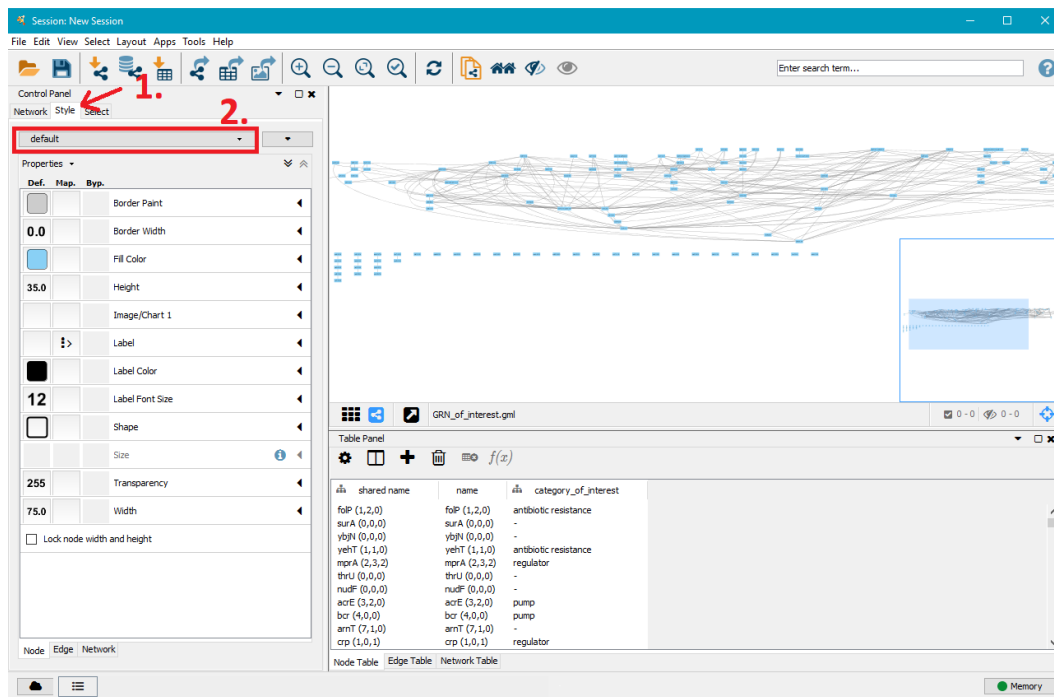 Session: New Session
File Edit View Select Layout Apps Tools Help
Enter search term...
Control Panel
1.
Network Style Select
2.
default
Properties
Def. Map. Byp.
Border Paint
0.0 Border Width
Fill Color
35.0 Height
Image/Chart 1
Label
Label Color
12 Label Font Size
Shape
Size
255 Transparency
75.0 Width
Lock node width and height
Node Edge Network
GRN_of_interest.gml
0 - 0 0 - 0
Table Panel
f(x)
shared name name category_of_interest
folP (1,2,0) folP (1,2,0) antibiotic resistance
surA (0,0,0) surA (0,0,0) -
ybjN (0,0,0) ybjN (0,0,0) -
yehT (1,1,0) yehT (1,1,0) antibiotic resistance
mprA (2,3,2) mprA (2,3,2) regulator
thrU (0,0,0) thrU (0,0,0) -
nudF (0,0,0) nudF (0,0,0) -
acrE (3,2,0) acrE (3,2,0) pump
bcr (4,0,0) bcr (4,0,0) pump
arnT (7,1,0) arnT (7,1,0) -
crp (1,0,1) crp (1,0,1) regulator
Node Table Edge Table Network Table
Memory